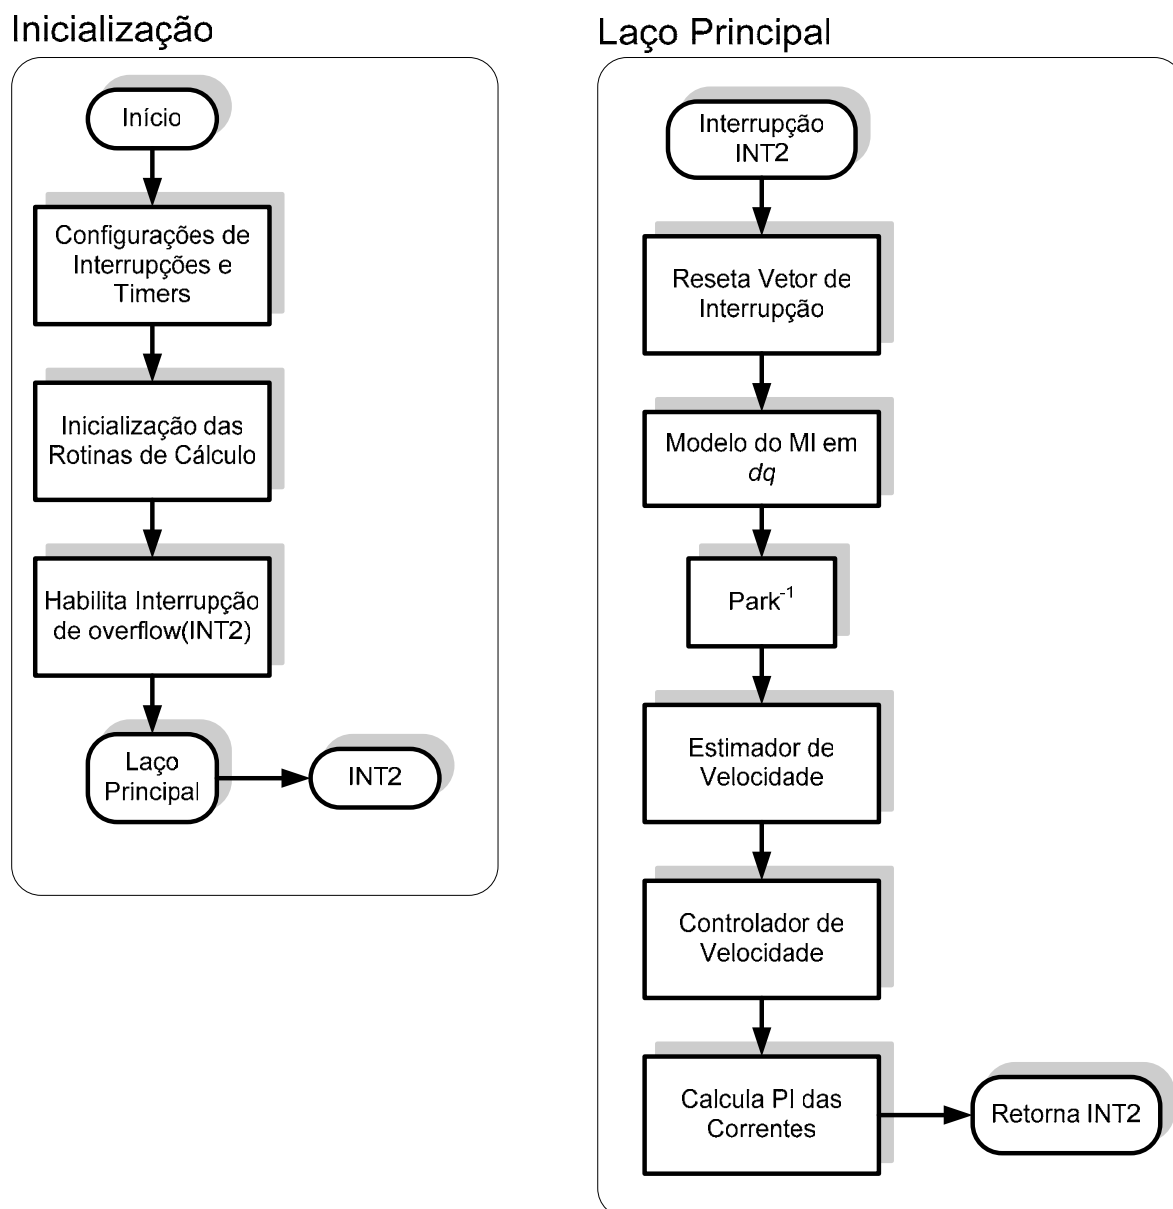 Inicialização
Início
Configurações de
Interrupções e
Timers
Inicialização das
Rotinas de Cálculo
Habilita Interrupção
de overflow(INT2)
Laço
Principal
INT2
Laço Principal
Interrupção
INT2
Reseta Vetor de
Interrupção
Modelo do MI em
dq
Park-1
Estimador de
Velocidade
Controlador de
Velocidade
Calcula PI das
Correntes
Retorna INT2